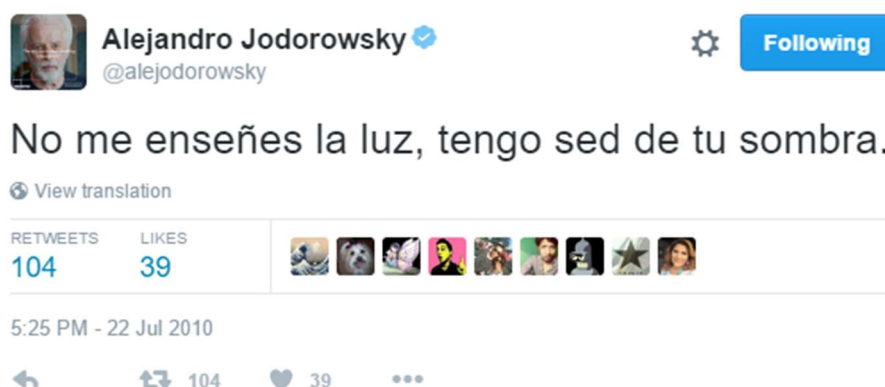 Alejandro Jodorowsky
Following
@alejodorowsky
No me enseñes la luz, tengo sed de tu sombra.
View translation
RETWEETS LIKES
104 39
5:25 PM - 22 Jul 2010
104 39